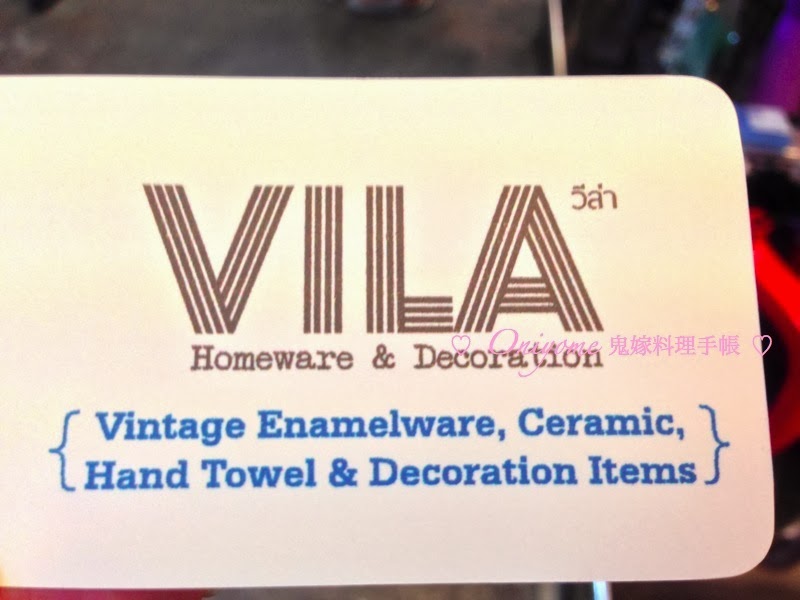 VILA วีล่า
Homeware & Decoration
♡ Oniyome 鬼嫁料理手帳 ♡
{ Vintage Enamelware, Ceramic,
Hand Towel & Decoration Items }